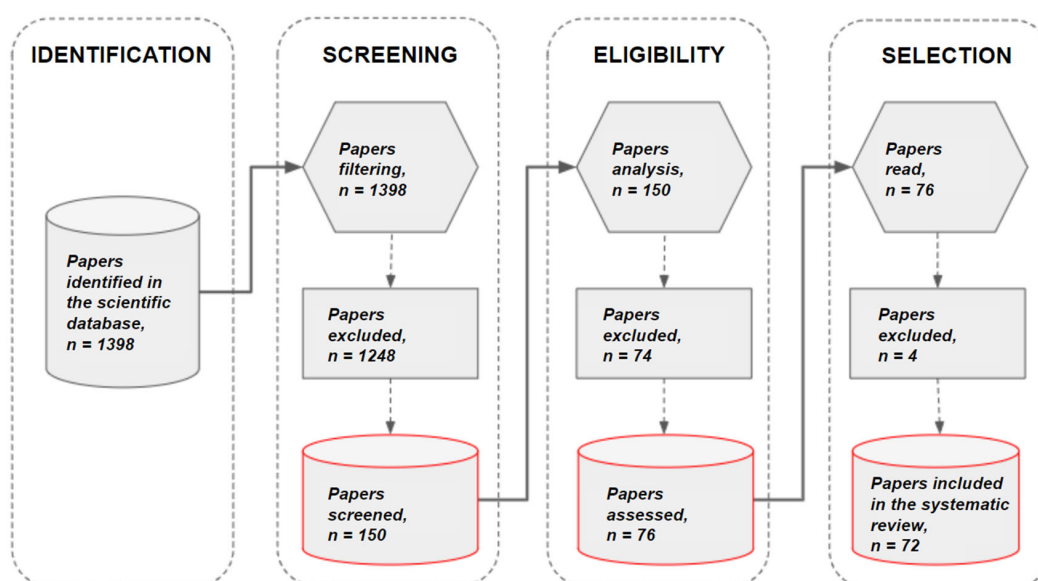 IDENTIFICATION
Papers
identified in
the scientific
database,
n = 1398
SCREENING
Papers
filtering,
n = 1398
Papers
excluded,
n = 1248
Papers
screened,
n = 150
ELIGIBILITY
Papers
analysis,
n = 150
Papers
excluded,
n = 74
Papers
assessed,
n = 76
SELECTION
Papers
read,
n = 76
Papers
excluded,
n = 4
Papers included
in the systematic
review,
n = 72